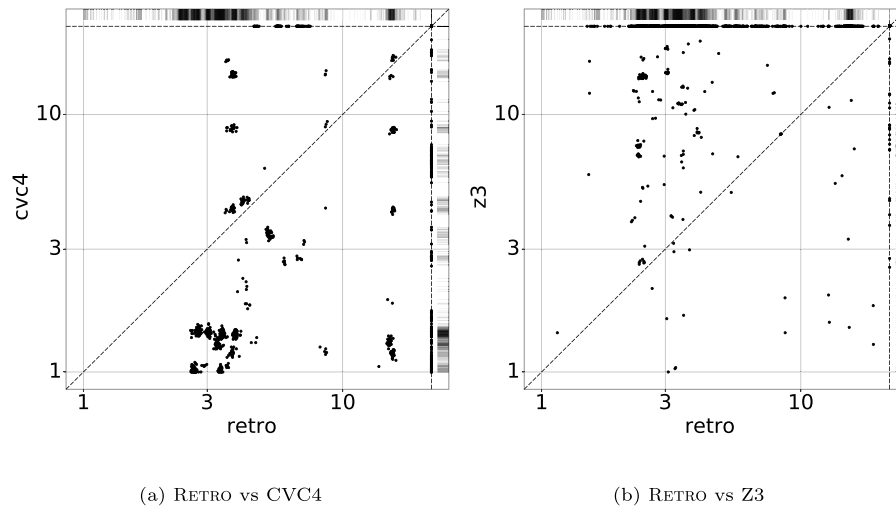 10
3
1
cvc4
1 3 10
retro
10
3
1
z3
1 3 10
retro
(a) RETRO vs CVC4
(b) RETRO vs Z3